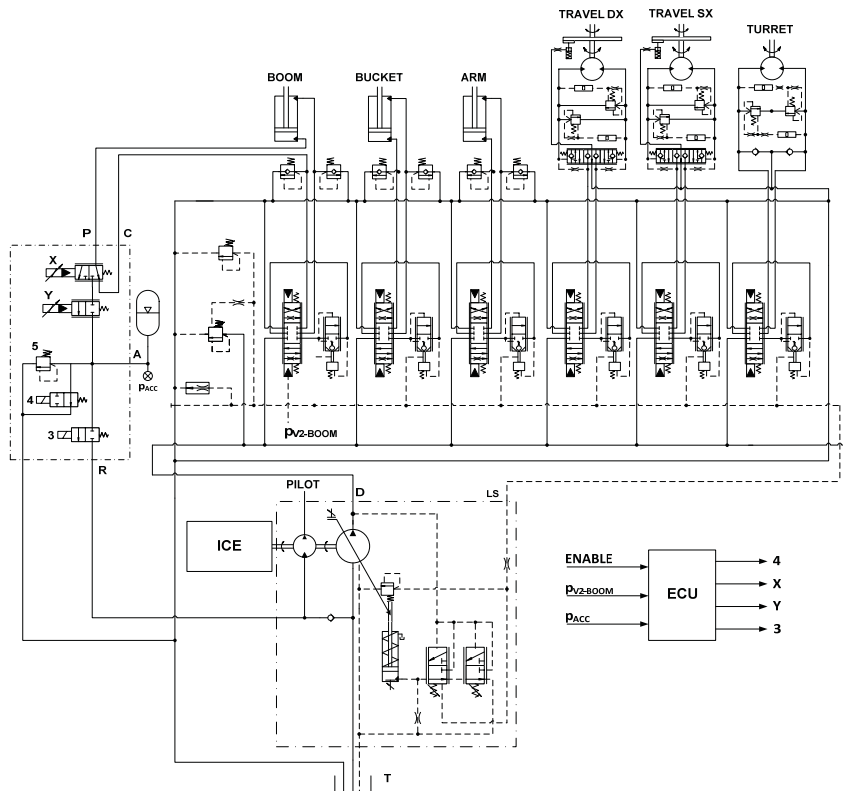 TRAVEL DX
TRAVEL SX
TURRET
BOOM
BUCKET
ARM
P
C
X
Y
5
A
pACC
4
3
pV2-BOOM
R
PILOT
D
LS
ICE
ENABLE
pV2-BOOM
pACC
ECU
4
X
Y
3
T